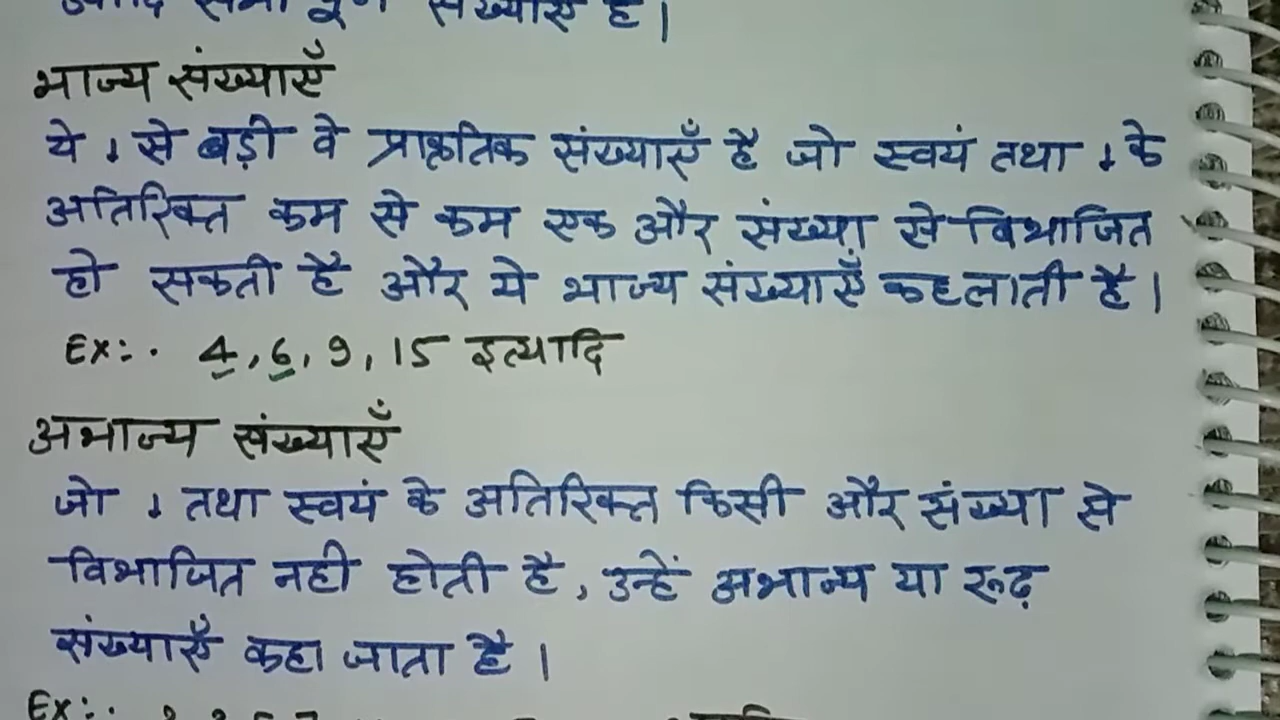 संख्याएँ है।
भाज्य संख्याएँ
ये 1 से बड़ी वे प्राकृतिक संख्याएँ है जो स्वयं तथा 1 के
अतिरिक्त कम से कम एक और संख्या से विभाजित
हो सकती है और ये भाज्य संख्याएँ कहलाती है।
Ex:. 4, 6, 9, 15 इत्यादि
अभाज्य संख्याएँ
जो 1 तथा स्वयं के अतिरिक्त किसी और संख्या से
विभाजित नही होती है, उन्हें अभाज्य या रूढ़
संख्याएँ कहा जाता है।
Ex:.